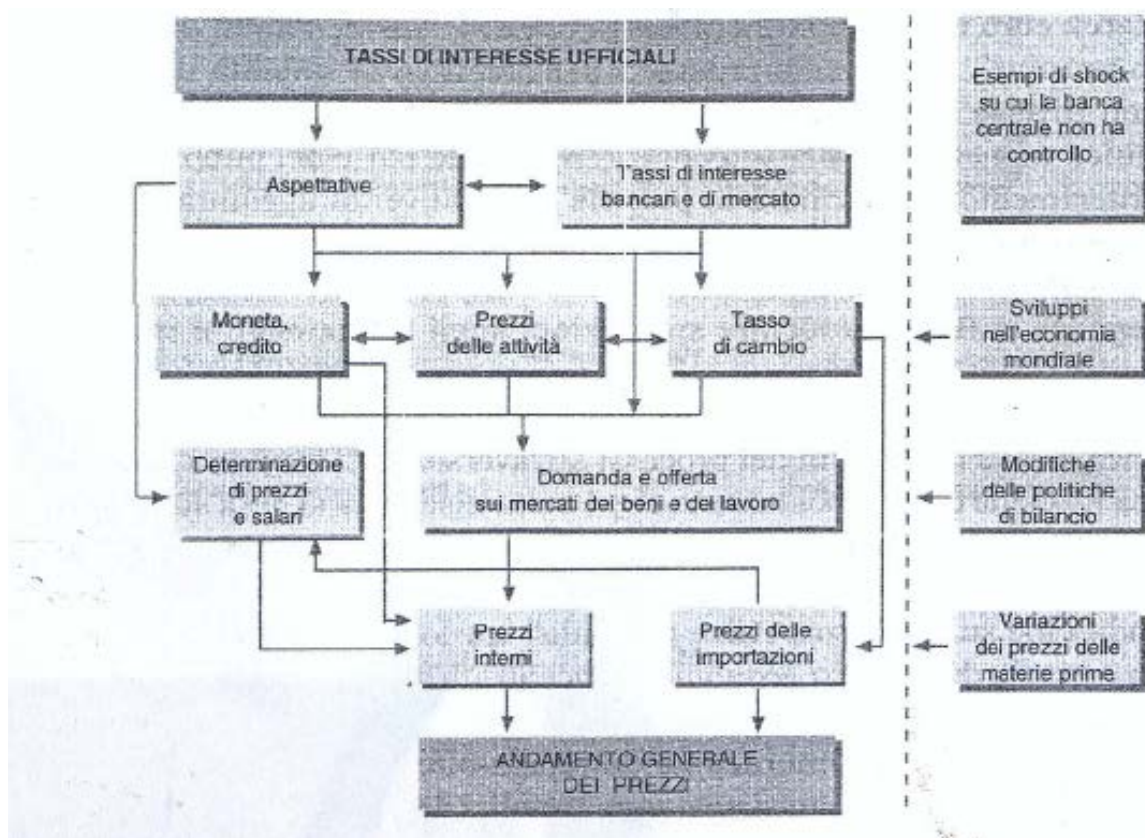 TASSI DI INTERESSE UFFICIALI
Esempi di shock
su cui la banca
centrale non ha
controllo
Aspettative
Tassi di interesse
bancari e di mercato
Moneta,
credito
Prezzi
delle attività
Tasso
di cambio
Sviluppi
nell'economia
mondiale
Determinazione
di prezzi
e salari
Domanda e offerta
sui mercati dei beni e del lavoro
Modifiche
delle politiche
di bilancio
Prezzi
interni
Prezzi delle
importazioni
Variazioni
dei prezzi delle
materie prime
ANDAMENTO GENERALE
DEI PREZZI